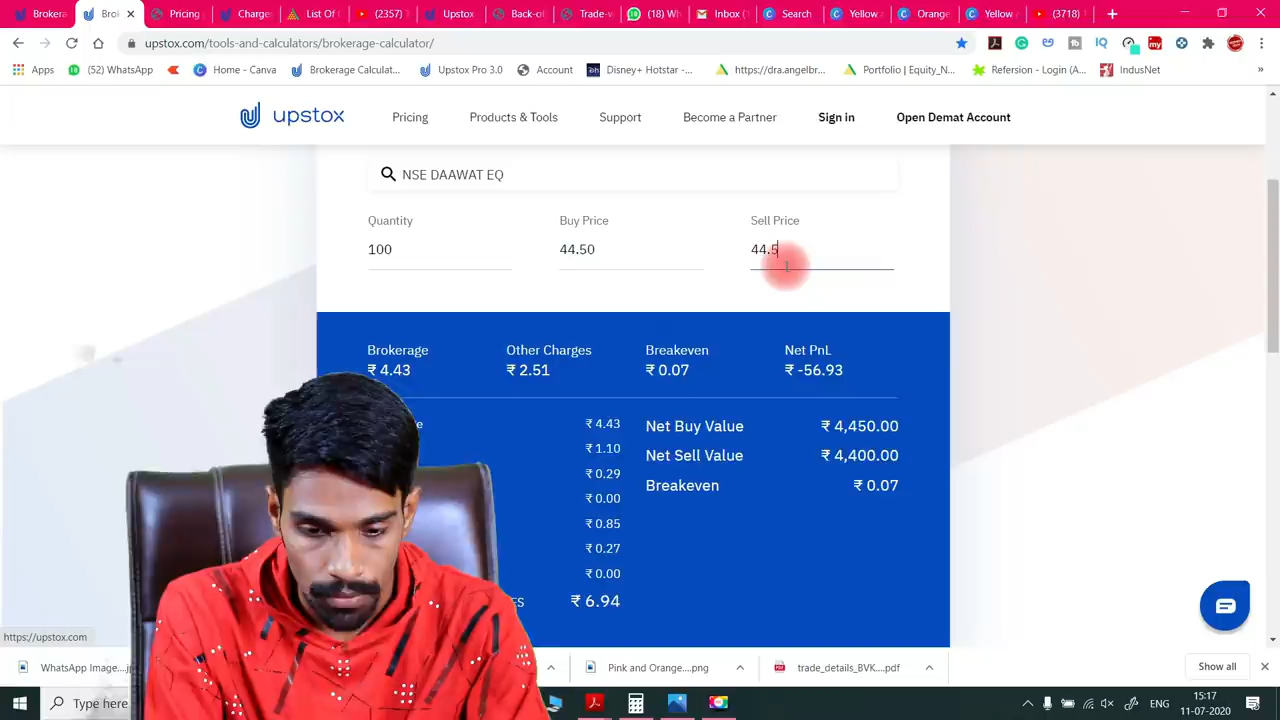 Broker
Brok
Pricing
Charge
List Of
(2357)
Upstox
Back-of
Trade-w
(18) Wh
Inbox (
Search
Yellow
Orange
Yellow
(3718)
upstox.com/tools-and-calculators/brokerage-calculator/
Apps
(52) WhatsApp
Home - Canva
Brokerage Calculat...
Upstox Pro 3.0
Account
Disney+ Hotstar -...
https://dra.angelbr...
Portfolio | Equity_N...
Refersion - Login (A...
IndusNet
upstox
Pricing
Products & Tools
Support
Become a Partner
Sign in
Open Demat Account
NSE DAAWAT EQ
Quantity
Buy Price
Sell Price
100
44.50
44.5
Brokerage
Other Charges
Breakeven
Net PnL
₹ 4.43
₹ 2.51
₹ 0.07
₹ -56.93
₹ 4.43
Net Buy Value
₹ 4,450.00
₹ 1.10
Net Sell Value
₹ 4,400.00
₹ 0.29
Breakeven
₹ 0.07
₹ 0.00
₹ 0.85
₹ 0.27
₹ 0.00
₹ 6.94
https://upstox.com
WhatsApp Image....jp
Pink and Orange....png
trade_details_BVK....pdf
Show all
Type here
ENG
15:17
11-07-2020